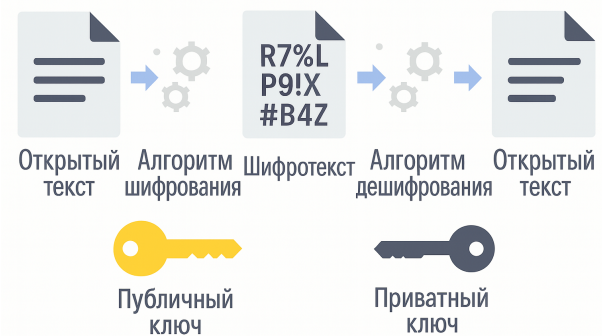 R7%L
P9!X
#B4Z
Открытый
текст
Алгоритм
шифрования
Шифротекст
Алгоритм
дешифрования
Открытый
текст
Публичный
ключ
Приватный
ключ